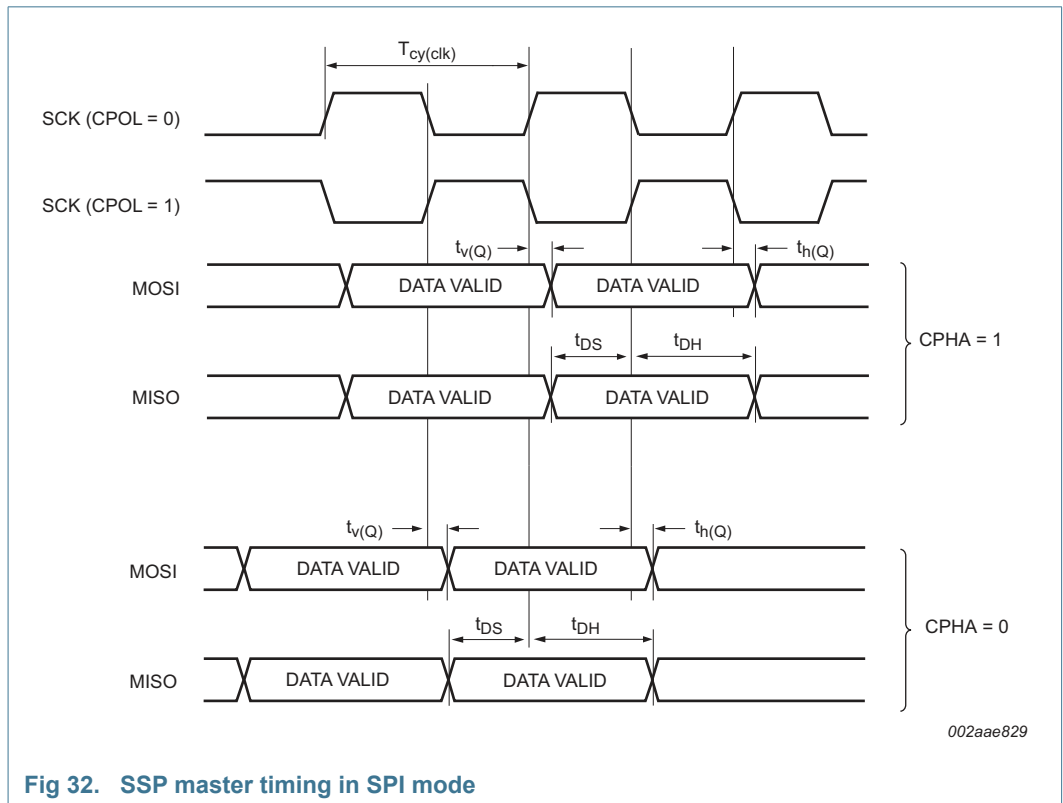 Tcy(clk)
SCK (CPOL = 0)
SCK (CPOL = 1)
tv(Q)
th(Q)
MOSI
DATA VALID
DATA VALID
tDS
tDH
CPHA = 1
MISO
DATA VALID
DATA VALID
tv(Q)
th(Q)
MOSI
DATA VALID
DATA VALID
tDS
tDH
CPHA = 0
MISO
DATA VALID
DATA VALID
002aae829
Fig 32. SSP master timing in SPI mode